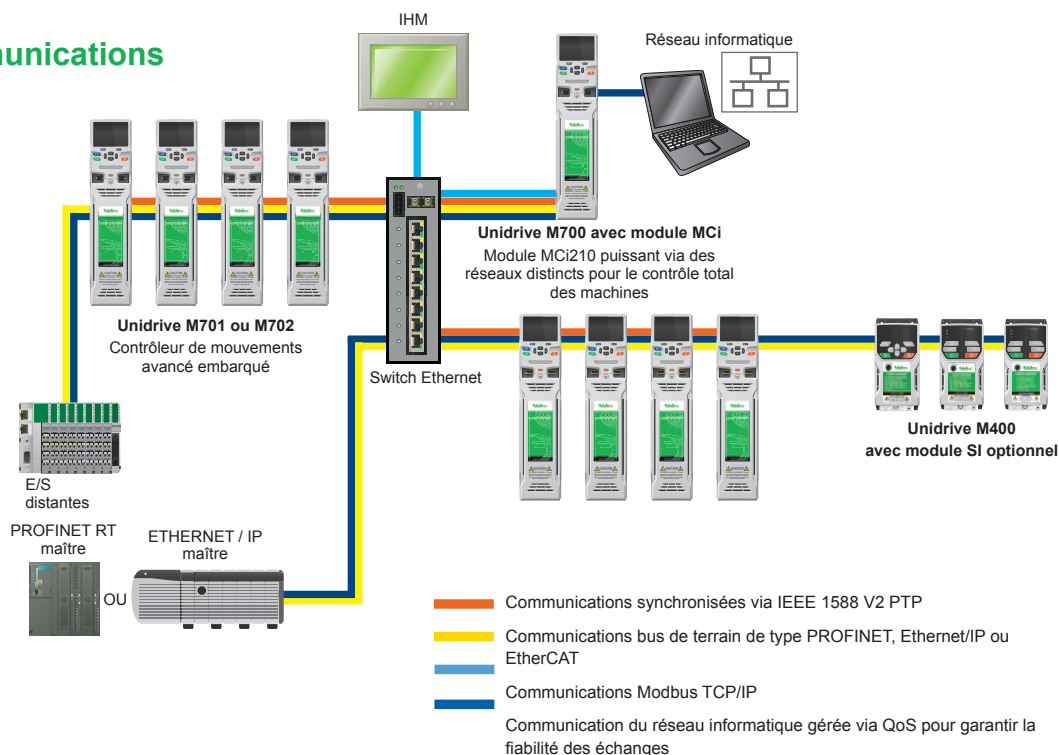 munications
IHM
Réseau informatique
Unidrive M700 avec module MCi
Module MCi210 puissant via des
réseaux distincts pour le contrôle total
des machines
Unidrive M701 ou M702
Contrôleur de mouvements
avancé embarqué
Switch Ethernet
Unidrive M400
avec module SI optionnel
E/S
distantes
PROFINET RT
maître
OU
ETHERNET / IP
maître
Communications synchronisées via IEEE 1588 V2 PTP
Communications bus de terrain de type PROFINET, Ethernet/IP ou
EtherCAT
Communications Modbus TCP/IP
Communication du réseau informatique gérée via QoS pour garantir la
fiabilité des échanges